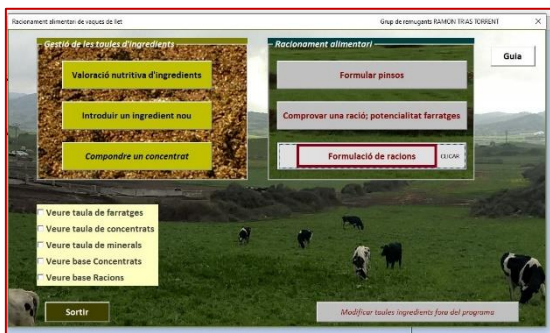 Racionament alimentari de vaques de llet
Grup de remugants RAMON TRIAS TORRENT
Gestió de les taules d'ingredients
Valoració nutritiva d'ingredients
Introduir un ingredient nou
Compondre un concentrat
Racionament alimentari
Formular pinsos
Comprovar una ració; potencialitat farratges
Formulació de racions
CLICAR
Guia
Veure taula de farratges
Veure taula de concentrats
Veure taula de minerals
Veure base Concentrats
Veure base Racions
Sortir
Modificar taules ingredients fora del programa